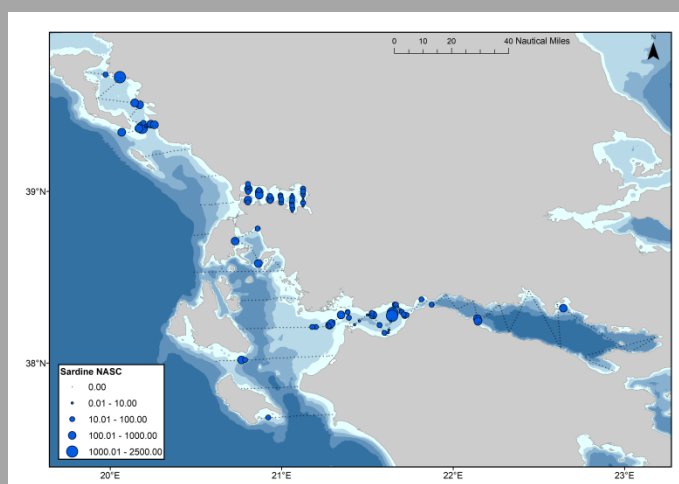 0 10 20 40 Nautical Miles
N
39°N
38°N
Sardine NASC
0.00
0.01 - 10.00
10.01 - 100.00
100.01 - 1000.00
1000.01 - 2500.00
20°E 21°E 22°E 23°E